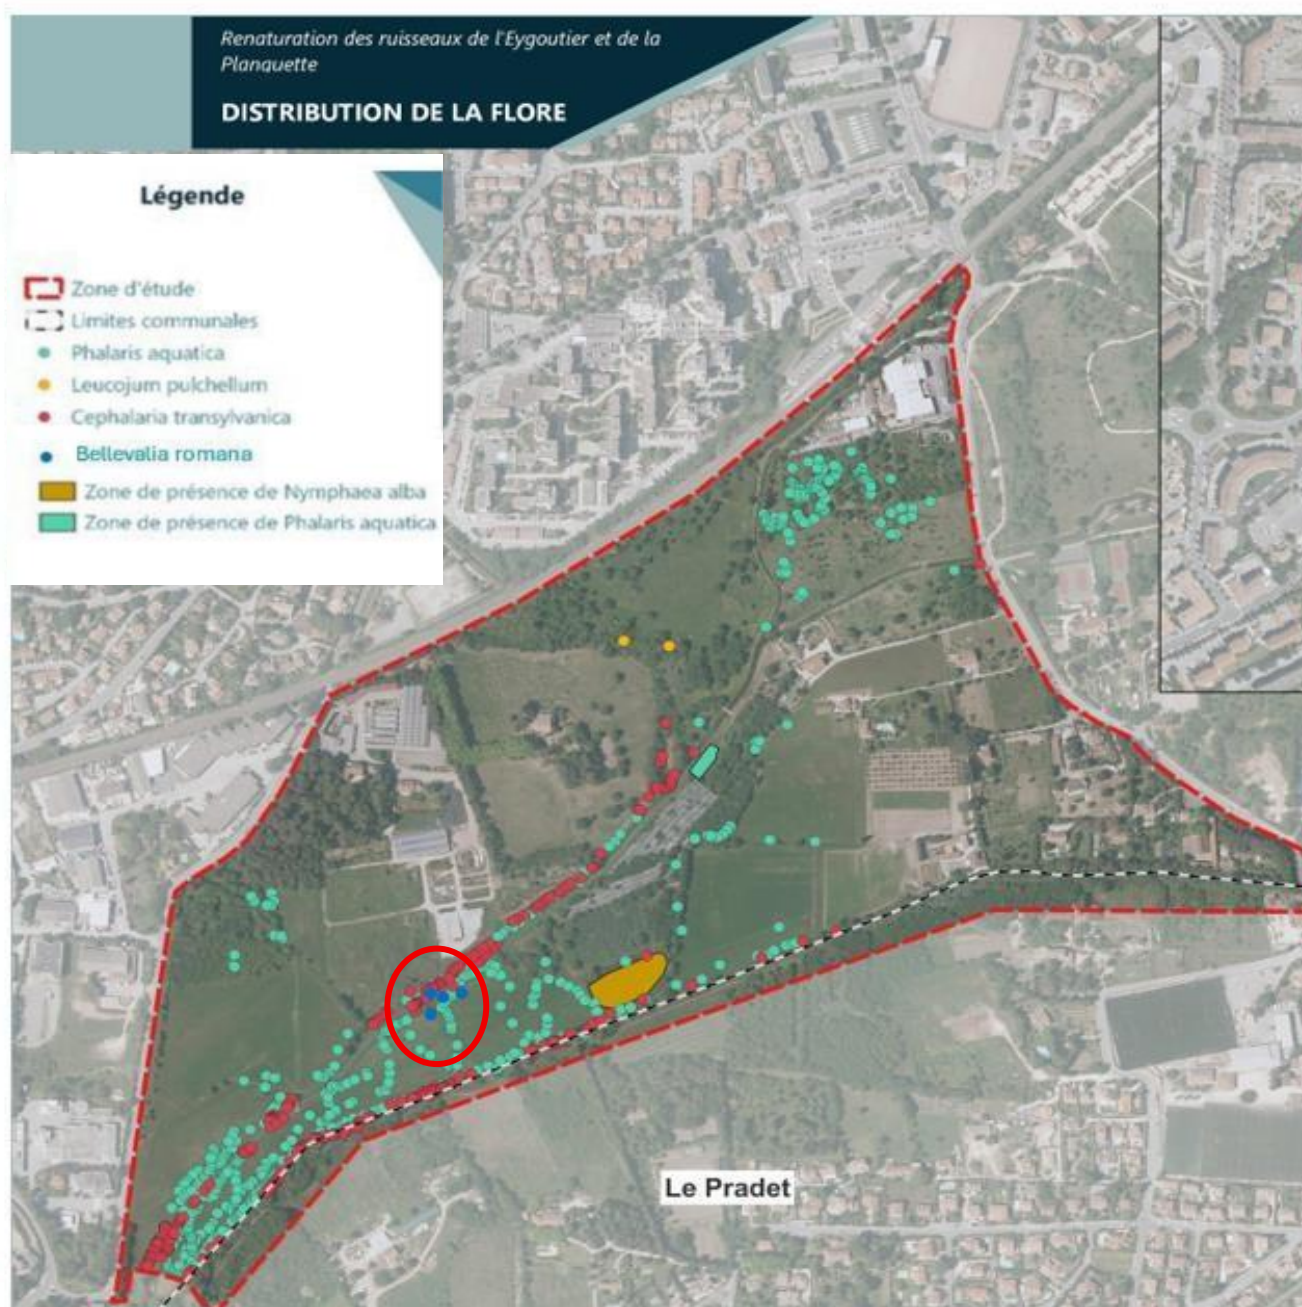 Renaturation des ruisseaux de l'Eygoutier et de la
Planquette
DISTRIBUTION DE LA FLORE
Légende
Zone d'étude
Limites communales
Phalaris aquatica
Leucojum pulchellum
Cephalaria transylvanica
Bellevalia romana
Zone de présence de Nymphaea alba
Zone de présence de Phalaris aquatica
Le Pradet